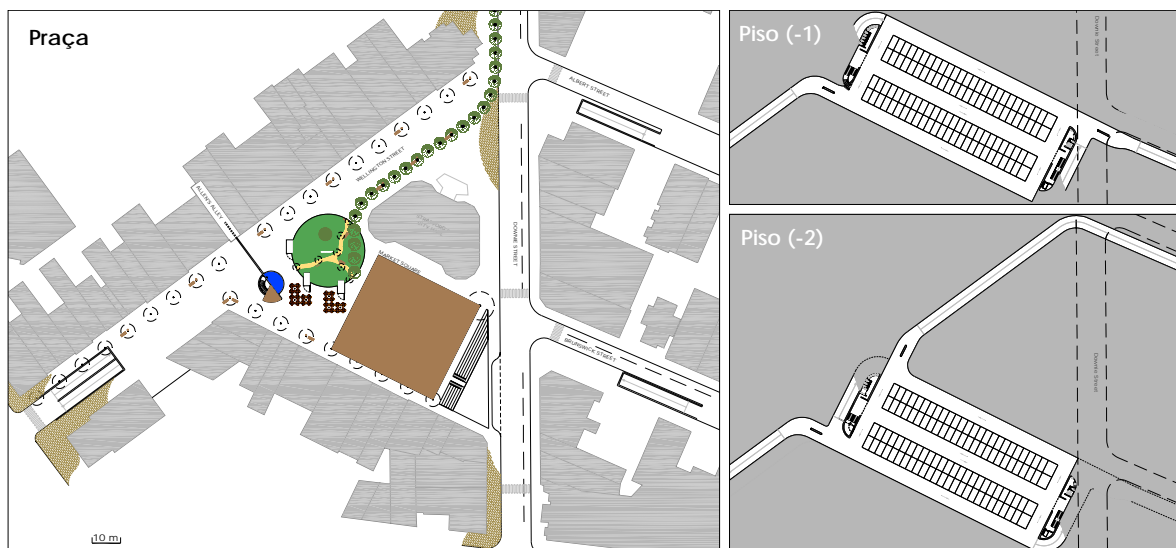 Praça
ALBERT STREET
WELLINGTON STREET
ALLEN'S ALLEY
DOWNIE STREET
MARKET SQUARE
BRUNSWICK STREET
10 m
Piso (-1)
Downie Street
Piso (-2)
Downie Street